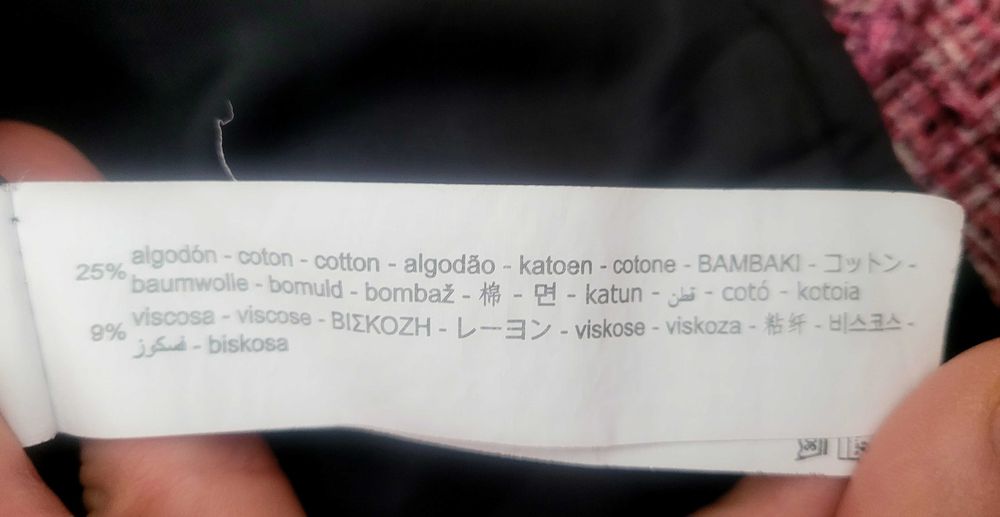 25% algodón - coton - cotton - algodão - katoen - cotone - BAMBAKI - コットン -
baumwolle - bomuld - bombaž - 棉 - 면 - katun - قطن - cotó - kotoia
9% viscosa - viscose - ΒΙΣΚΟΖΗ - レーヨン - viskose - viskoza - 粘纤 - 비스코스 -
فسكوز - biskosa